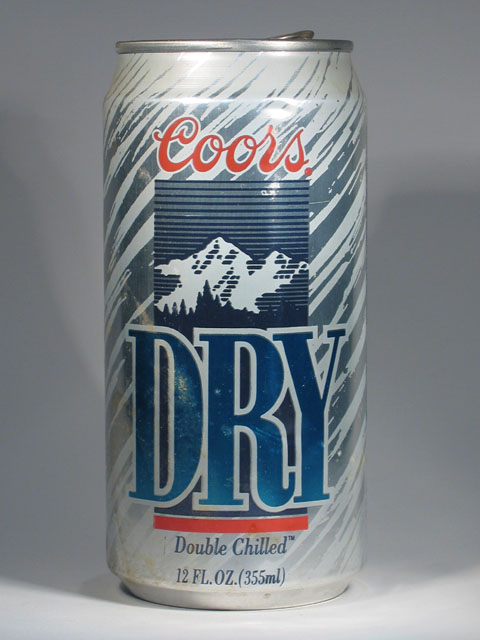 Coors
DRY
Double Chilled™
12 FL. OZ. (355ml)